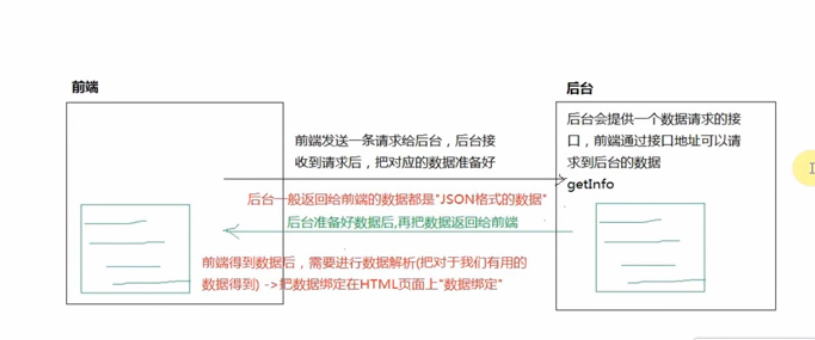 前端
后台
后台会提供一个数据请求的接
口，前端通过接口地址可以请
求到后台的数据
getInfo
前端发送一条请求给后台，后台接
收到请求后，把对应的数据准备好
后台一般返回给前端的数据都是"JSON格式的数据"
后台准备好数据后,再把数据返回给前端
前端得到数据后，需要进行数据解析(把对于我们有用的
数据得到) ->把数据绑定在HTML页面上"数据绑定"